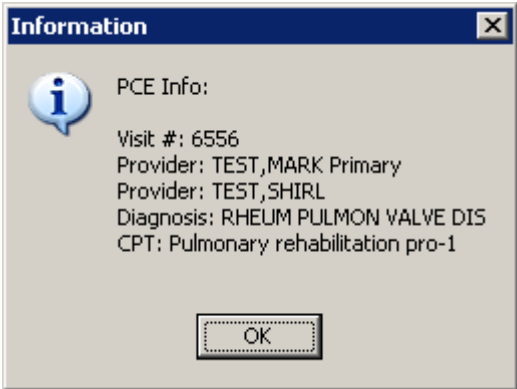 Information
PCE Info:
Visit #: 6556
Provider: TEST,MARK Primary
Provider: TEST,SHIRL
Diagnosis: RHEUM PULMON VALVE DIS
CPT: Pulmonary rehabilitation pro-1
OK